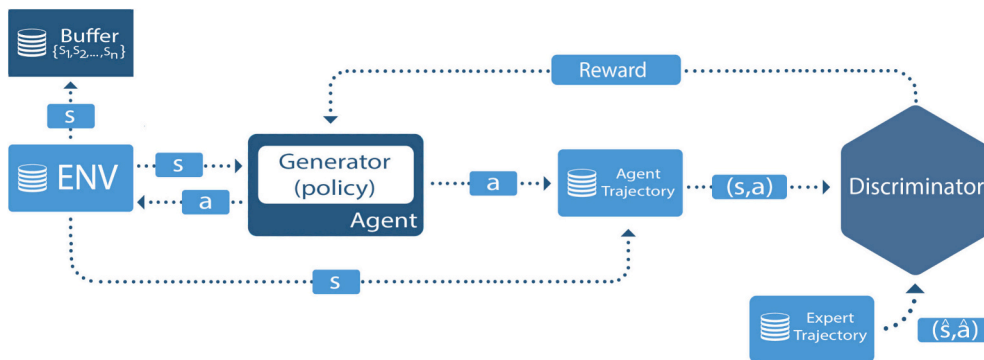 Buffer
{s₁,s₂,...,sₙ}
Reward
s
ENV
s
a
Generator
(policy)
Agent
a
Agent
Trajectory
(s,a)
Discriminator
s
Expert
Trajectory
(ŝ,â)